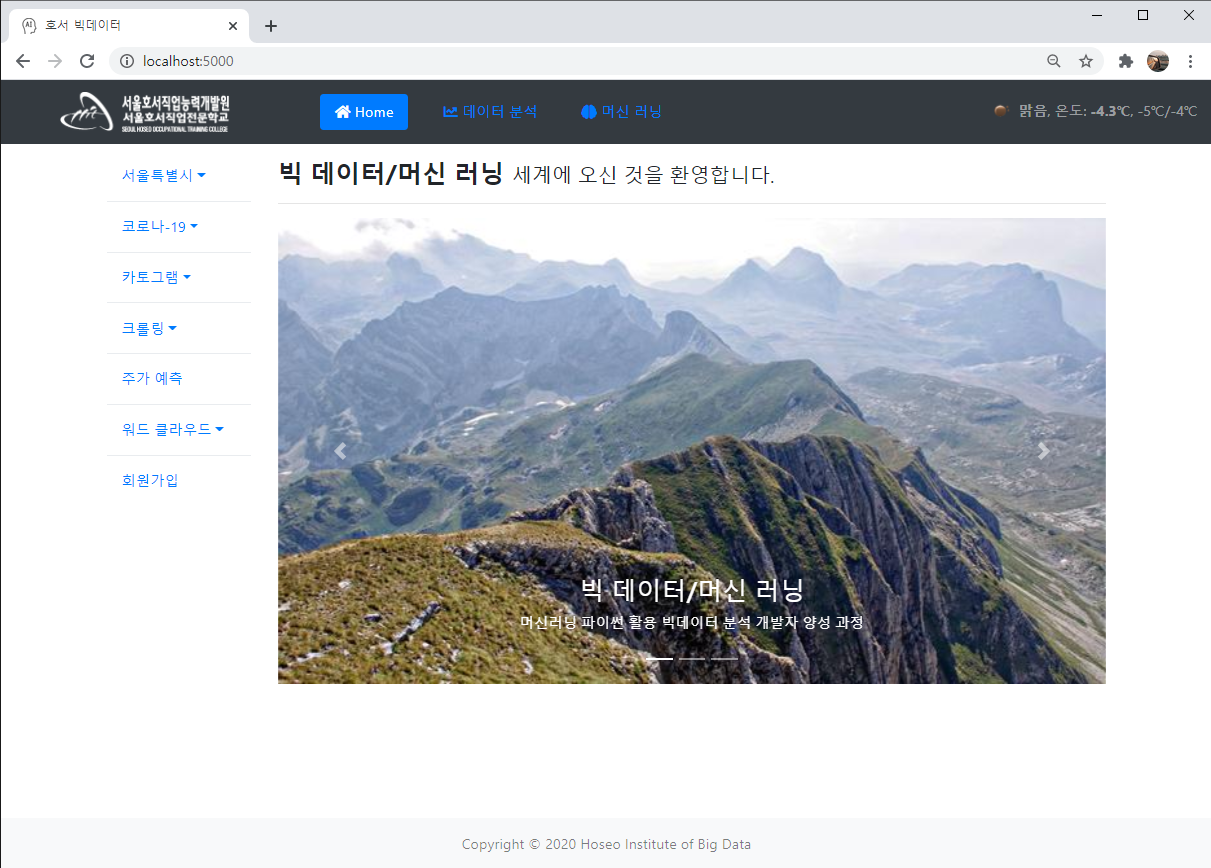 호서 빅데이터
localhost:5000
서울호서직업능력개발원
서울호서직업전문학교
SEOUL HOSEO OCCUPATIONAL TRAINING COLLEGE
Home
데이터 분석
머신 러닝
맑음, 온도: -4.3℃, -5℃/-4℃
서울특별시
코로나-19
카토그램
크롤링
주가 예측
워드 클라우드
회원가입
빅 데이터/머신 러닝 세계에 오신 것을 환영합니다.
빅 데이터/머신 러닝
머신러닝 파이썬 활용 빅데이터 분석 개발자 양성 과정
Copyright © 2020 Hoseo Institute of Big Data